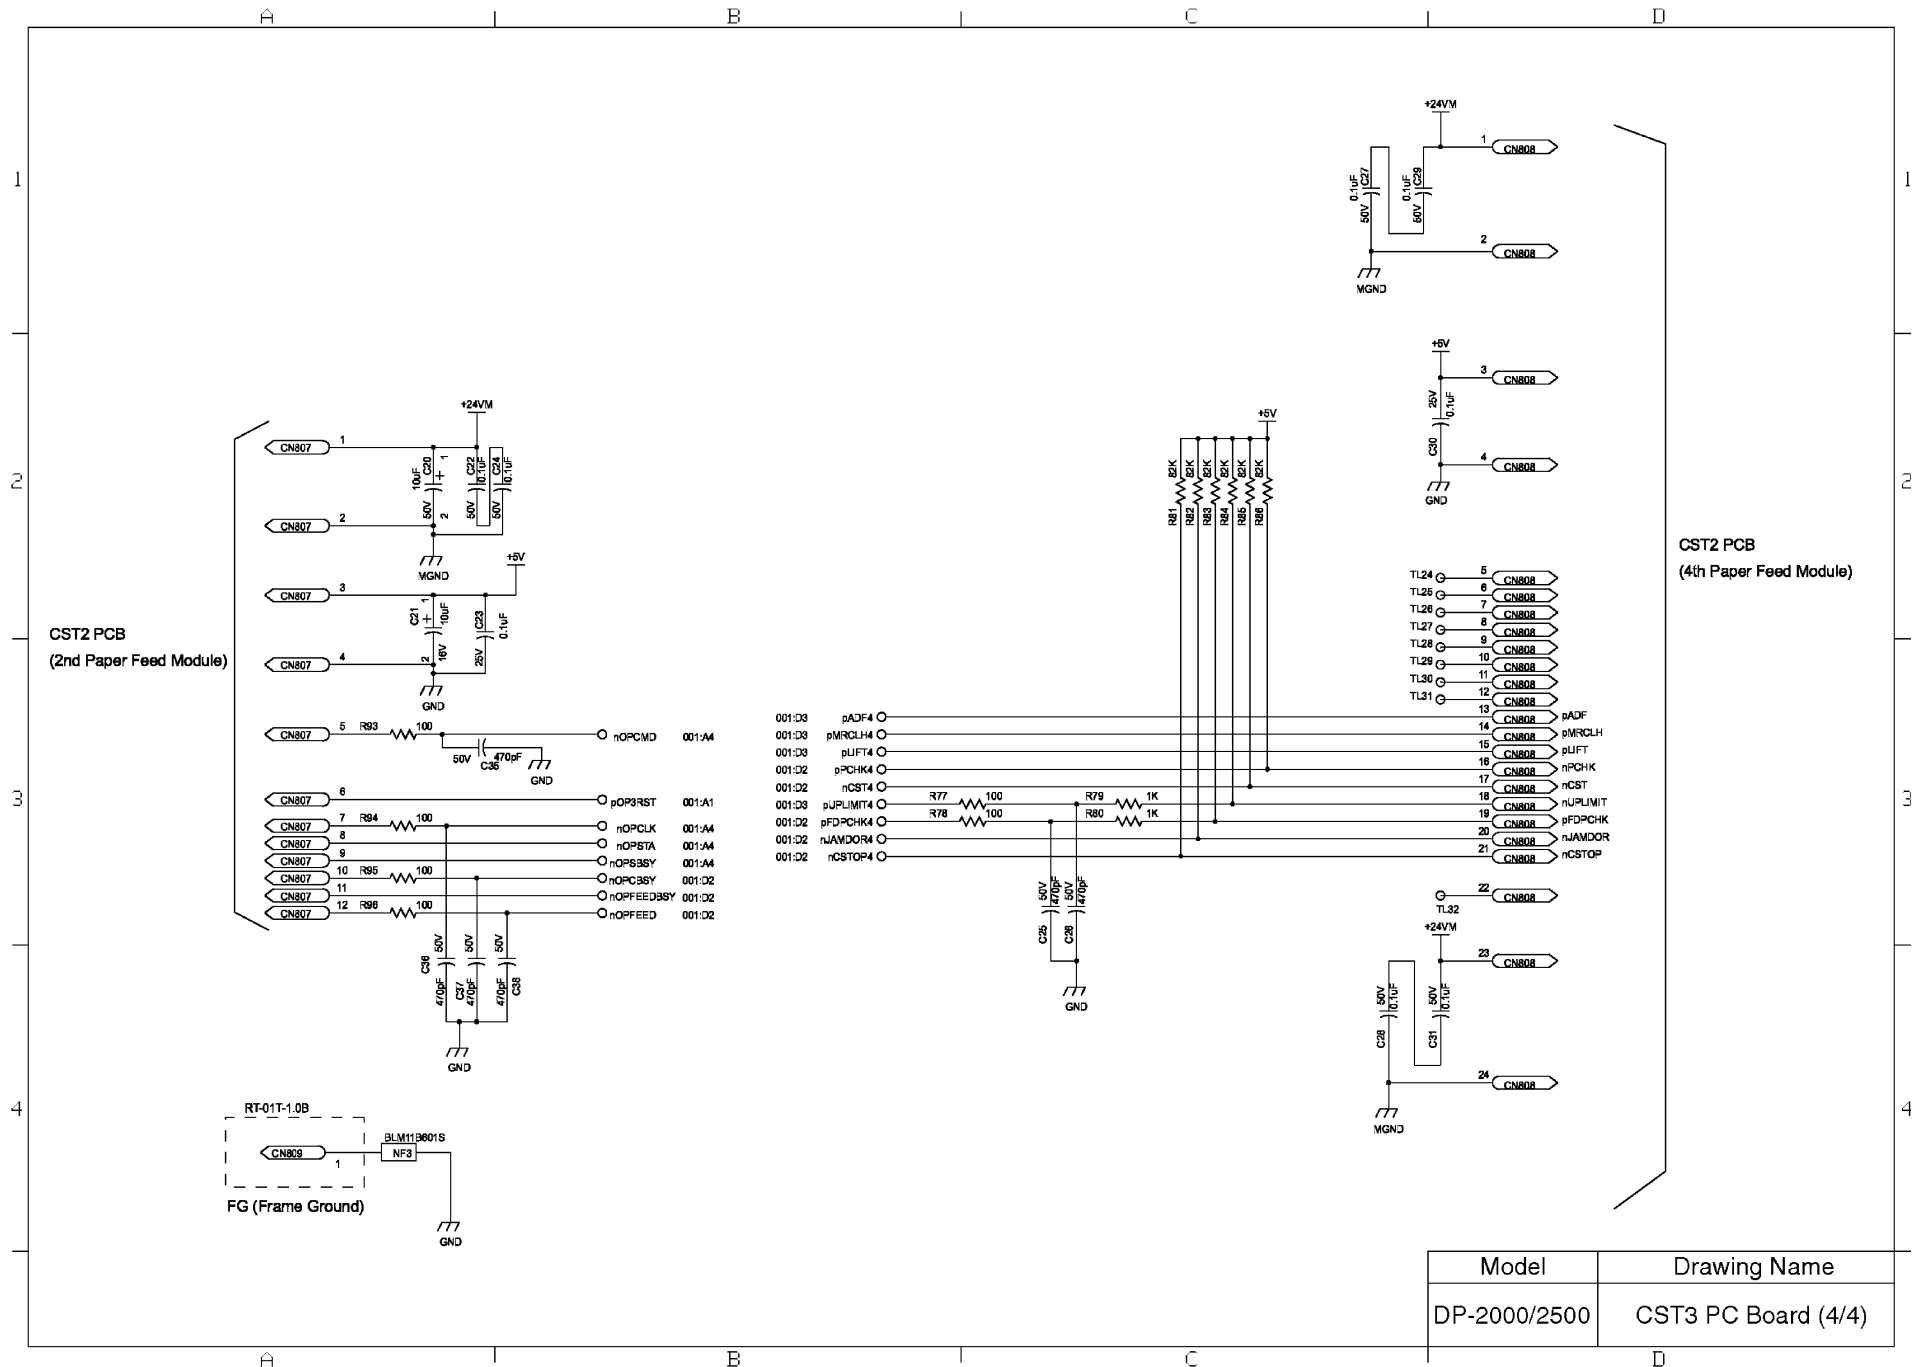 A B C D
1
2
3
4
1
2
3
4
+24VM
1 CN808
0.1uF C27 50V
0.1uF C29 50V
2 CN808
MGND
+5V
3 CN808
25V 0.1uF C30
4 CN808
GND
CST2 PCB
(4th Paper Feed Module)
TL24 5 CN808
TL25 6 CN808
TL26 7 CN808
TL27 8 CN808
TL28 9 CN808
TL29 10 CN808
TL30 11 CN808
TL31 12 CN808
+24VM
CN807 1
10uF C20 + 1 50V 2
C22 0.1uF 50V
C24 0.1uF 50V
CN807 2
MGND
+5V
CN807 3
C21 + 1 10uF 16V 2
C23 0.1uF 25V
CN807 4
GND
CST2 PCB
(2nd Paper Feed Module)
CN807 5 R93 100 nOPCMD 001:A4
50V C35 470pF
GND
CN807 6 pOP3RST 001:A1
CN807 7 R94 100 nOPCLK 001:A4
CN807 8 nOPSTA 001:A4
CN807 9 nOPSBSY 001:A4
CN807 10 R95 100 nOPCBSY 001:D2
CN807 11 nOPFEEDBSY 001:D2
CN807 12 R96 100 nOPFEED 001:D2
C36 50V 470pF
C37 50V 470pF
C38 50V 470pF
GND
+5V
82K 82K 82K 82K 82K 82K
R81 R82 R83 R84 R85 R86
001:D3 pADF4 13 CN808 pADF
001:D3 pMRCLH4 14 CN808 pMRCLH
001:D3 pLIFT4 15 CN808 pLIFT
001:D2 pPCHK4 16 CN808 nPCHK
001:D2 nCST4 17 CN808 nCST
001:D3 pUPLIMIT4 R77 100 R79 1K 18 CN808 nUPLIMIT
001:D2 pFDPCHK4 R78 100 R80 1K 19 CN808 pFDPCHK
001:D2 nJAMDOR4 20 CN808 nJAMDOR
001:D2 nCSTOP4 21 CN808 nCSTOP
50V 470pF C25
50V 470pF C26
GND
TL32 22 CN808
+24VM
23 CN808
50V 0.1uF C28
50V 0.1uF C31
24 CN808
MGND
RT-01T-1.0B
CN809 1
BLM11B601S
NF3
FG (Frame Ground)
GND
Model Drawing Name
DP-2000/2500 CST3 PC Board (4/4)
A B C D